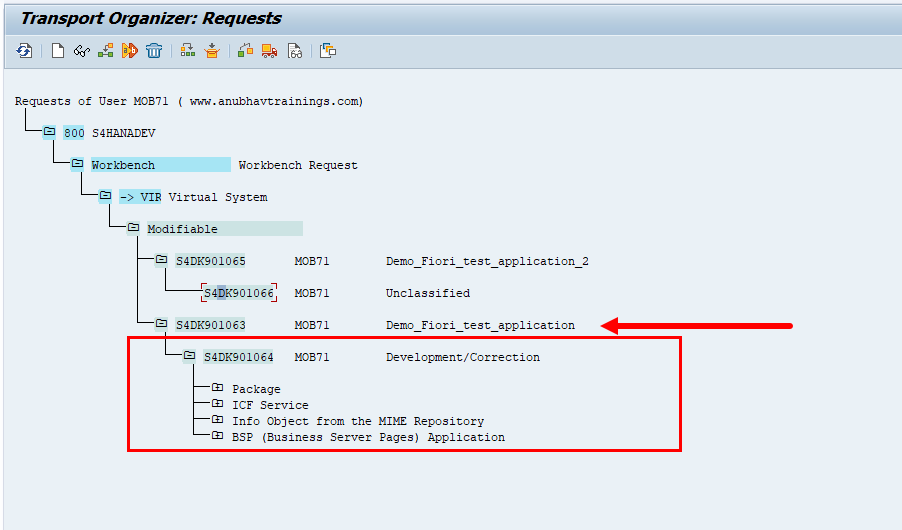 Transport Organizer: Requests
Requests of User MOB71 ( www.anubhavtrainings.com)
800 S4HANADEV
Workbench Workbench Request
-> VIR Virtual System
Modifiable
S4DK901065 MOB71 Demo_Fiori_test_application_2
S4DK901066 MOB71 Unclassified
S4DK901063 MOB71 Demo_Fiori_test_application
S4DK901064 MOB71 Development/Correction
Package
ICF Service
Info Object from the MIME Repository
BSP (Business Server Pages) Application